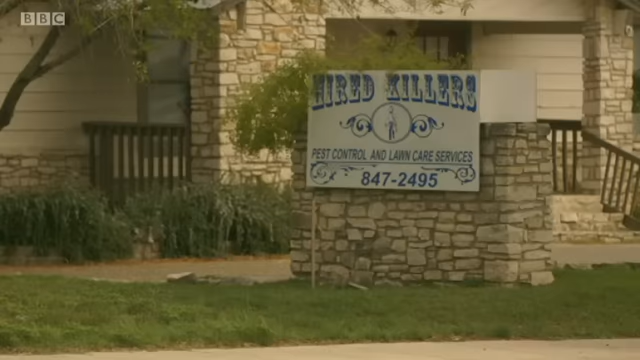 BBC
HIRED KILLERS
PEST CONTROL AND LAWN CARE SERVICES
847-2495